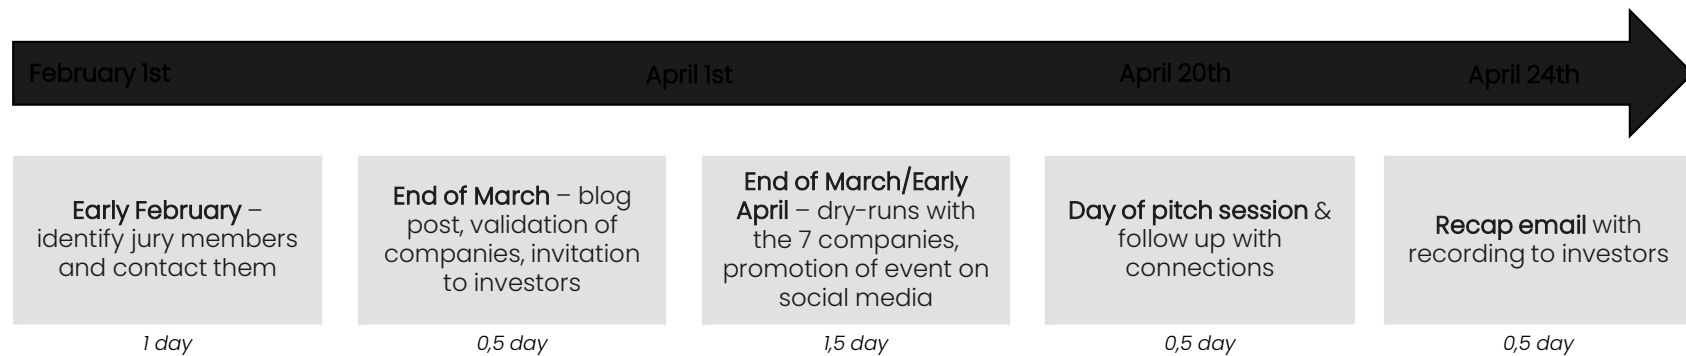 February 1st
April 1st
April 20th
April 24th
Early February –
identify jury members
and contact them
1 day
End of March – blog
post, validation of
companies, invitation
to investors
0,5 day
End of March/Early
April – dry-runs with
the 7 companies,
promotion of event on
social media
1,5 day
Day of pitch session &
follow up with
connections
0,5 day
Recap email with
recording to investors
0,5 day